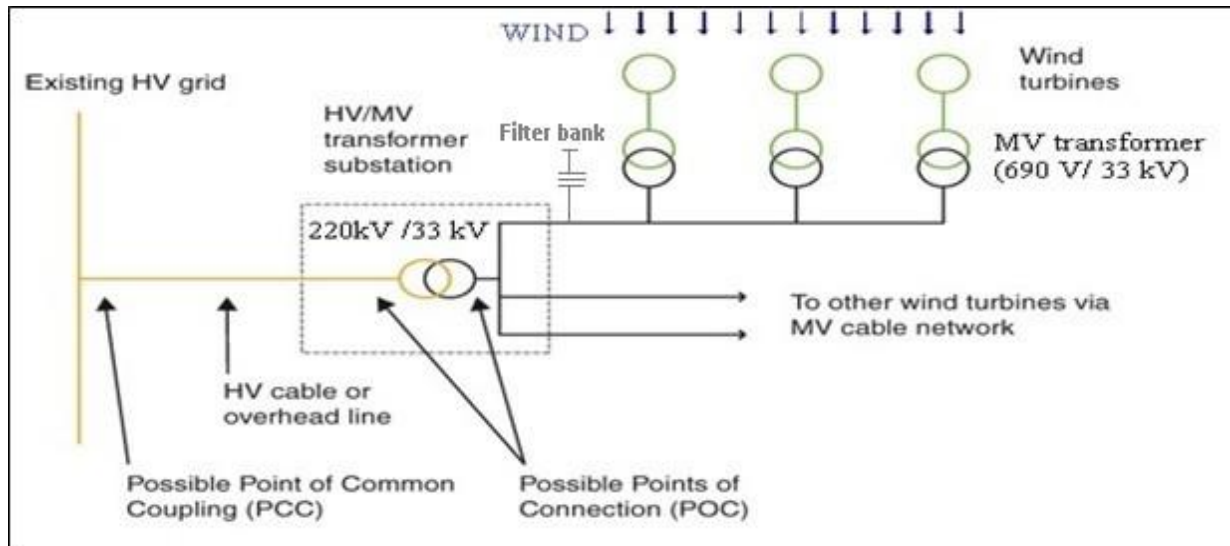 WIND
Wind
turbines
Existing HV grid
HV/MV
transformer
substation
Filter bank
MV transformer
(690 V/ 33 kV)
220kV /33 kV
To other wind turbines via
MV cable network
HV cable or
overhead line
Possible Point of Common
Coupling (PCC)
Possible Points of
Connection (POC)